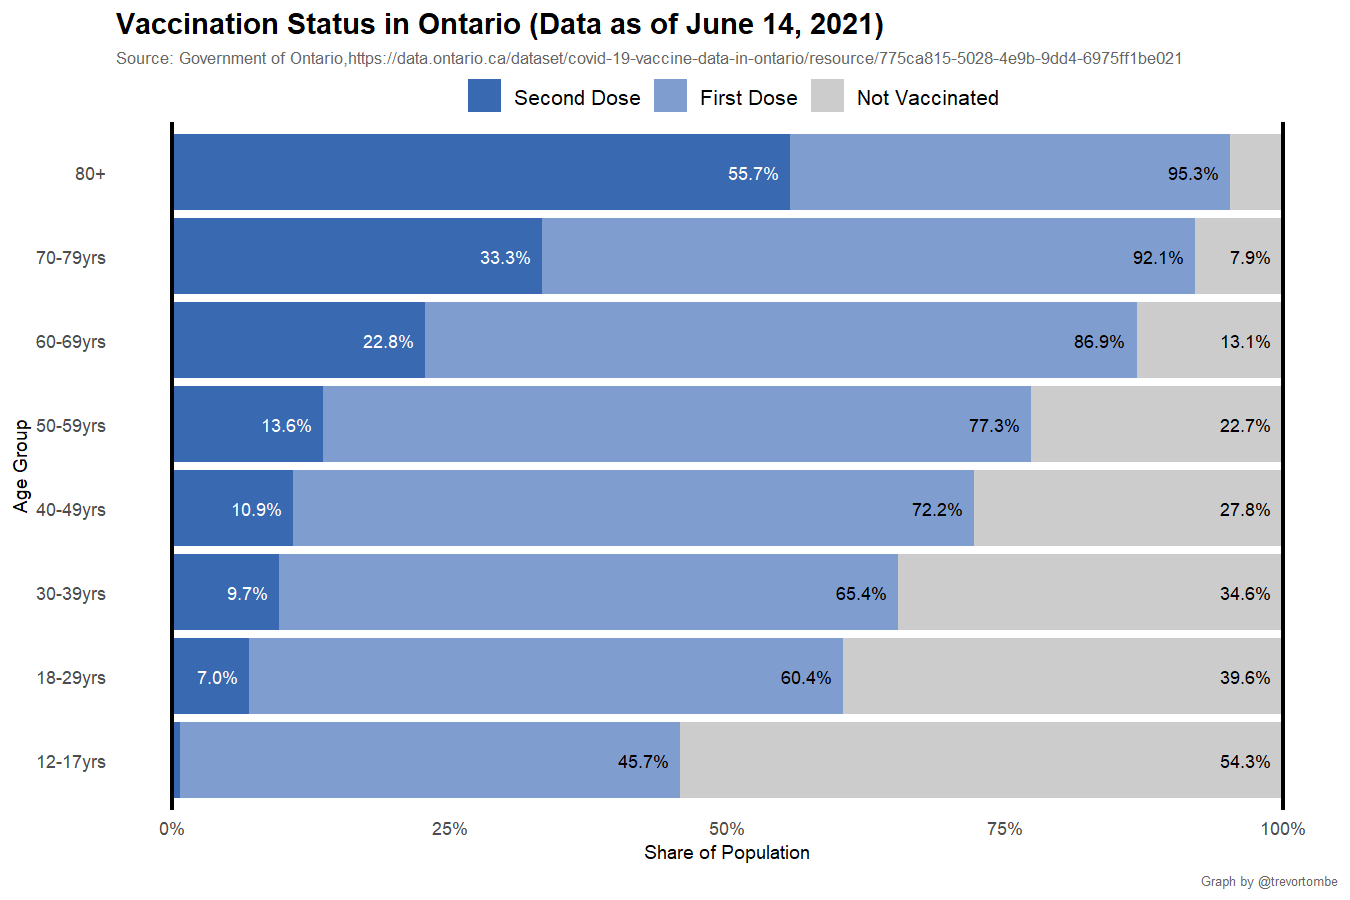 Vaccination Status in Ontario (Data as of June 14, 2021)
Source: Government of Ontario,https://data.ontario.ca/dataset/covid-19-vaccine-data-in-ontario/resource/775ca815-5028-4e9b-9dd4-6975ff1be021
Second Dose First Dose Not Vaccinated
80+ 55.7% 95.3%
70-79yrs 33.3% 92.1% 7.9%
60-69yrs 22.8% 86.9% 13.1%
50-59yrs 13.6% 77.3% 22.7%
40-49yrs 10.9% 72.2% 27.8%
30-39yrs 9.7% 65.4% 34.6%
18-29yrs 7.0% 60.4% 39.6%
12-17yrs 45.7% 54.3%
Age Group
0% 25% 50% 75% 100%
Share of Population
Graph by @trevortombe